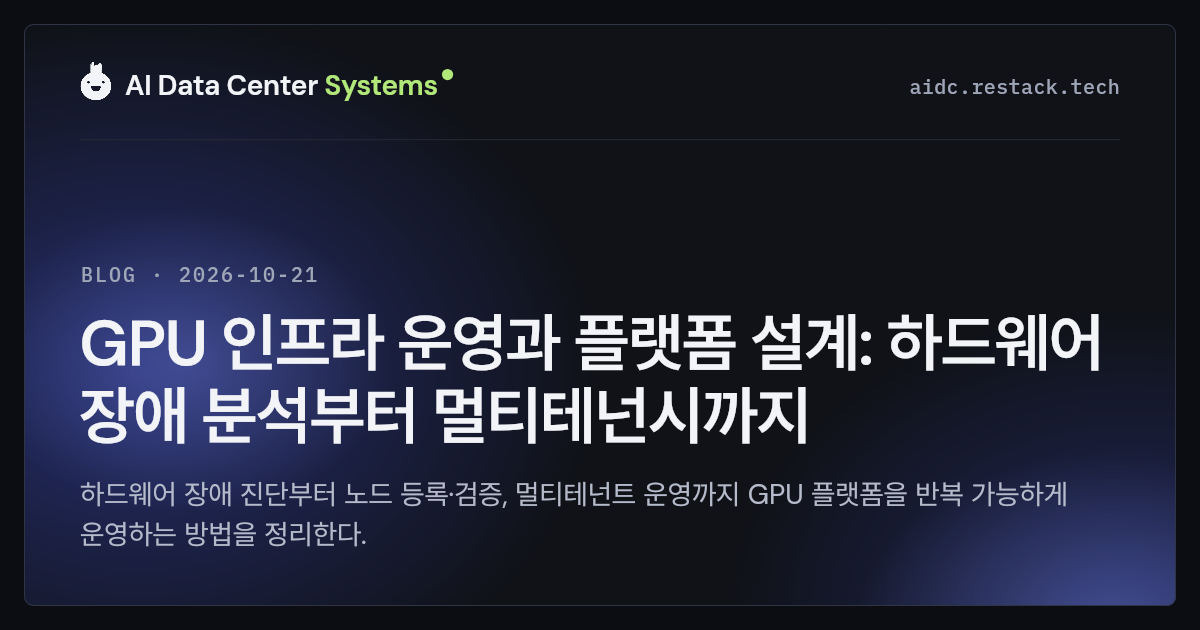 AI Data Center Systems
aidc.restack.tech
BLOG · 2026-10-21
GPU 인프라 운영과 플랫폼 설계: 하드웨어
장애 분석부터 멀티테넌시까지
하드웨어 장애 진단부터 노드 등록·검증, 멀티테넌트 운영까지 GPU 플랫폼을 반복 가능하게
운영하는 방법을 정리한다.